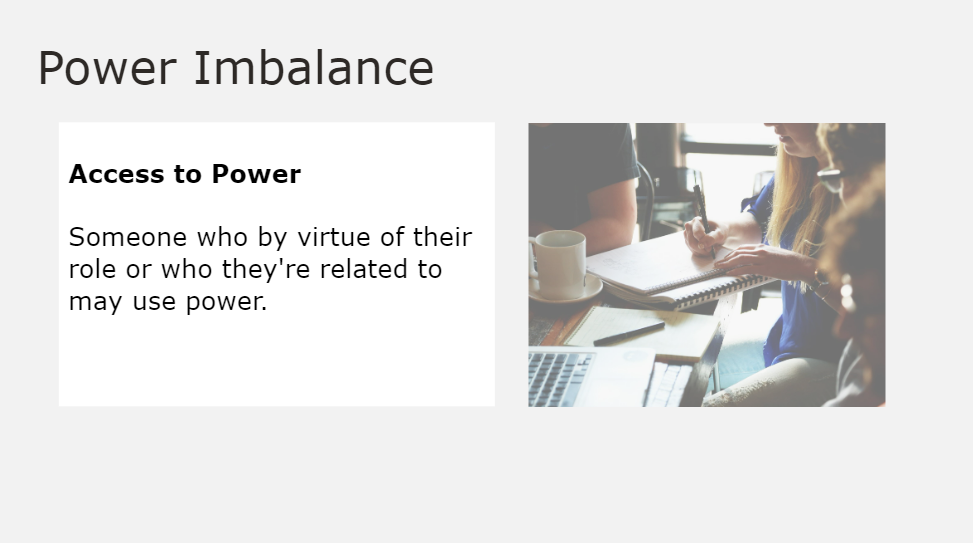 Power Imbalance
Access to Power
Someone who by virtue of their
role or who they're related to
may use power.